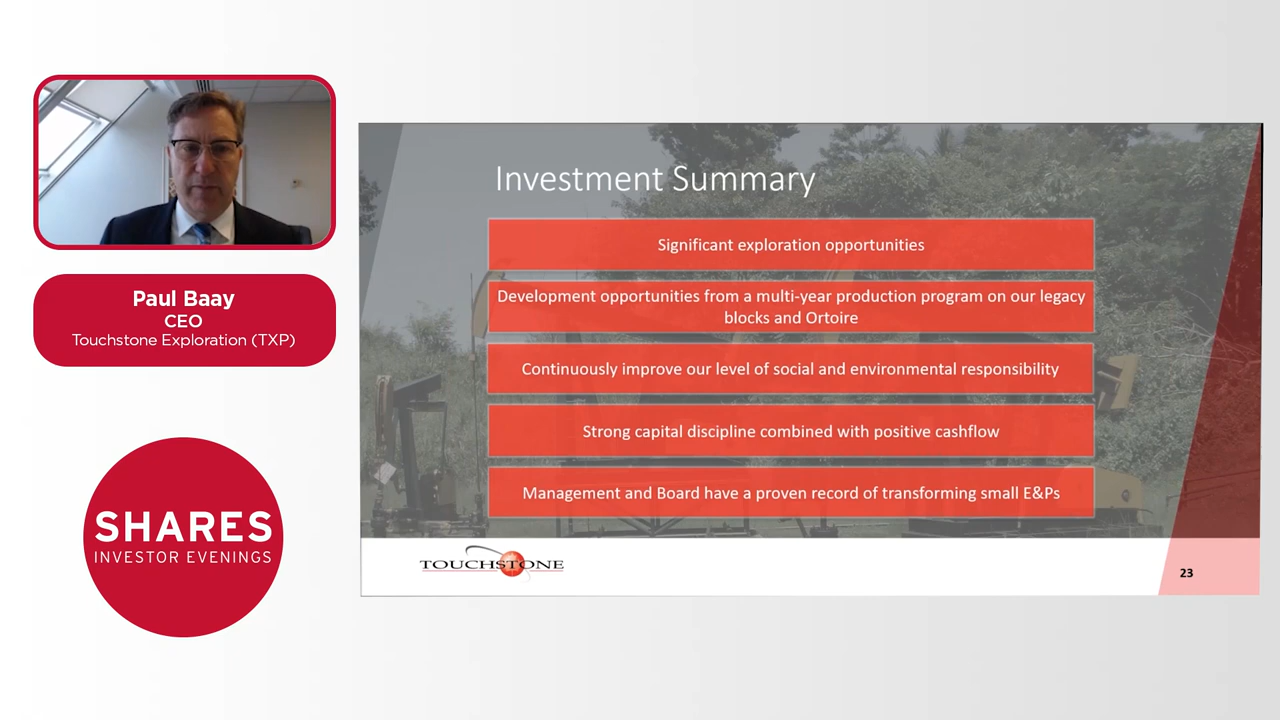 Paul Baay
CEO
Touchstone Exploration (TXP)
SHARES
INVESTOR EVENINGS
Investment Summary
Significant exploration opportunities
Development opportunities from a multi-year production program on our legacy
blocks and Ortoire
Continuously improve our level of social and environmental responsibility
Strong capital discipline combined with positive cashflow
Management and Board have a proven record of transforming small E&Ps
TOUCHSTONE
23